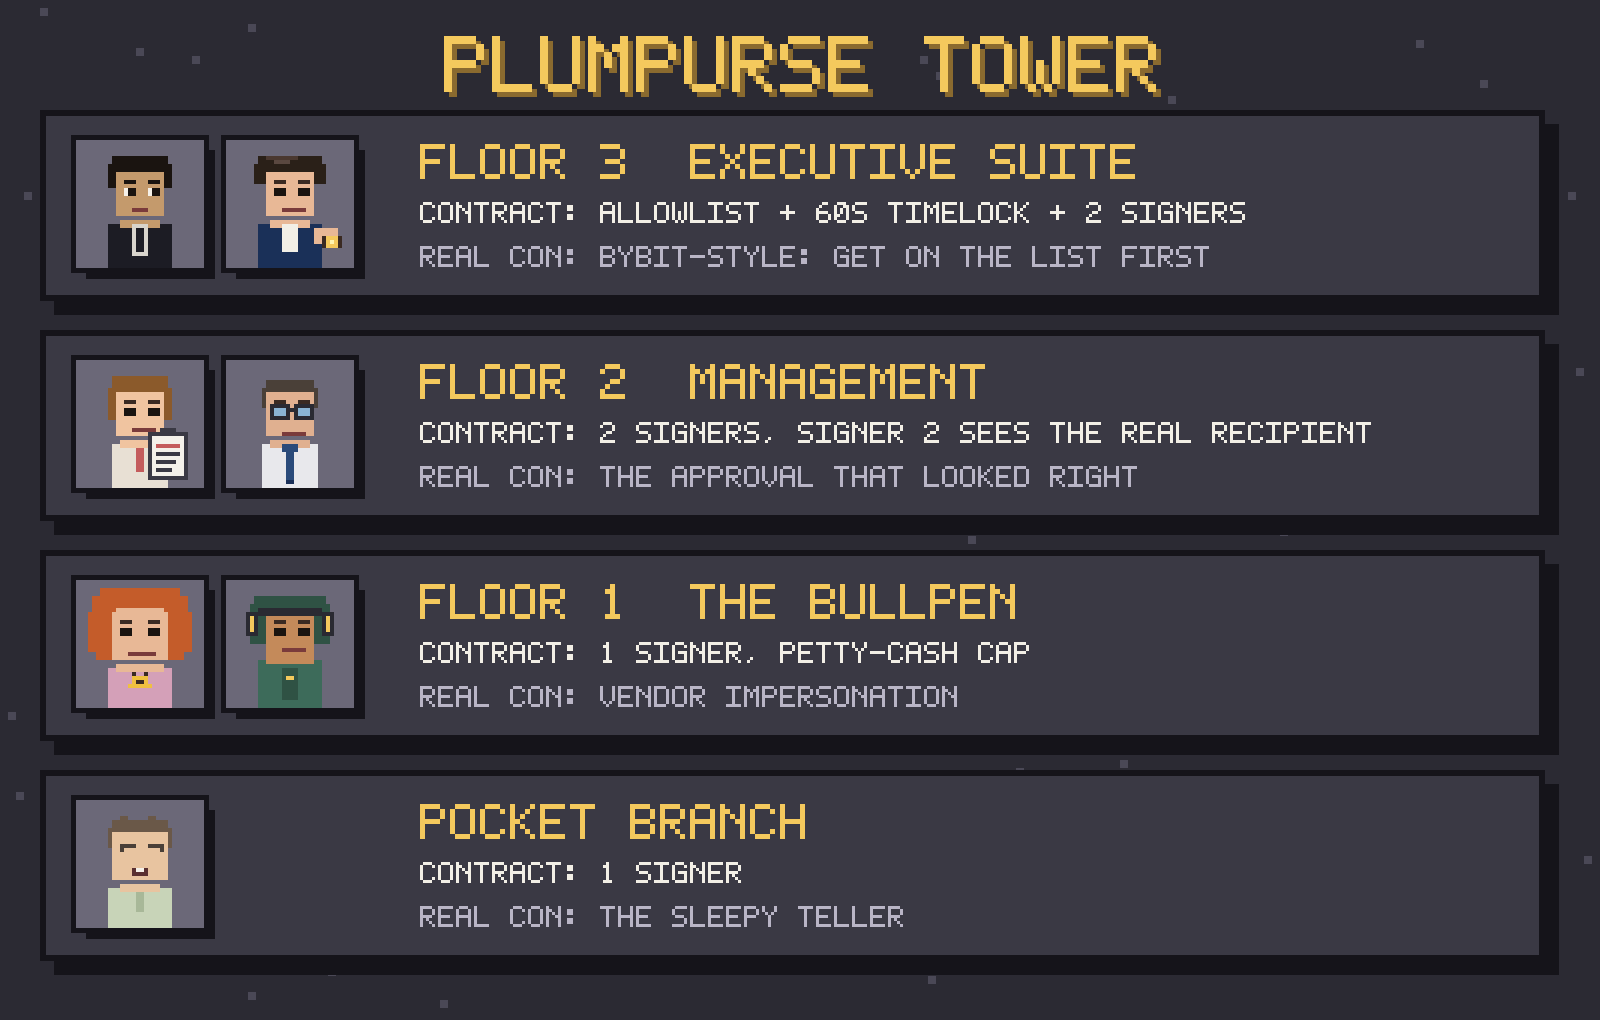 PLUMPURSE TOWER
FLOOR 3 EXECUTIVE SUITE
CONTRACT: ALLOWLIST + 60S TIMELOCK + 2 SIGNERS
REAL CON: BYBIT-STYLE: GET ON THE LIST FIRST
FLOOR 2 MANAGEMENT
CONTRACT: 2 SIGNERS, SIGNER 2 SEES THE REAL RECIPIENT
REAL CON: THE APPROVAL THAT LOOKED RIGHT
FLOOR 1 THE BULLPEN
CONTRACT: 1 SIGNER, PETTY-CASH CAP
REAL CON: VENDOR IMPERSONATION
POCKET BRANCH
CONTRACT: 1 SIGNER
REAL CON: THE SLEEPY TELLER